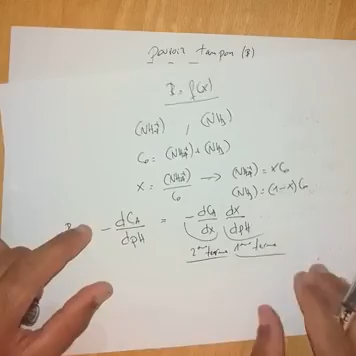 pouvoir tampon (β)
β = f(x)
(NH4+) , (NH3)
C0 = (NH4+) + (NH3)
x = (NH4+)/C0 → (NH4+) = x C0
(NH3) = (1-x) C0
- dCA/dpH = - dCA/dx dx/dpH
2ème terme 1ème terme